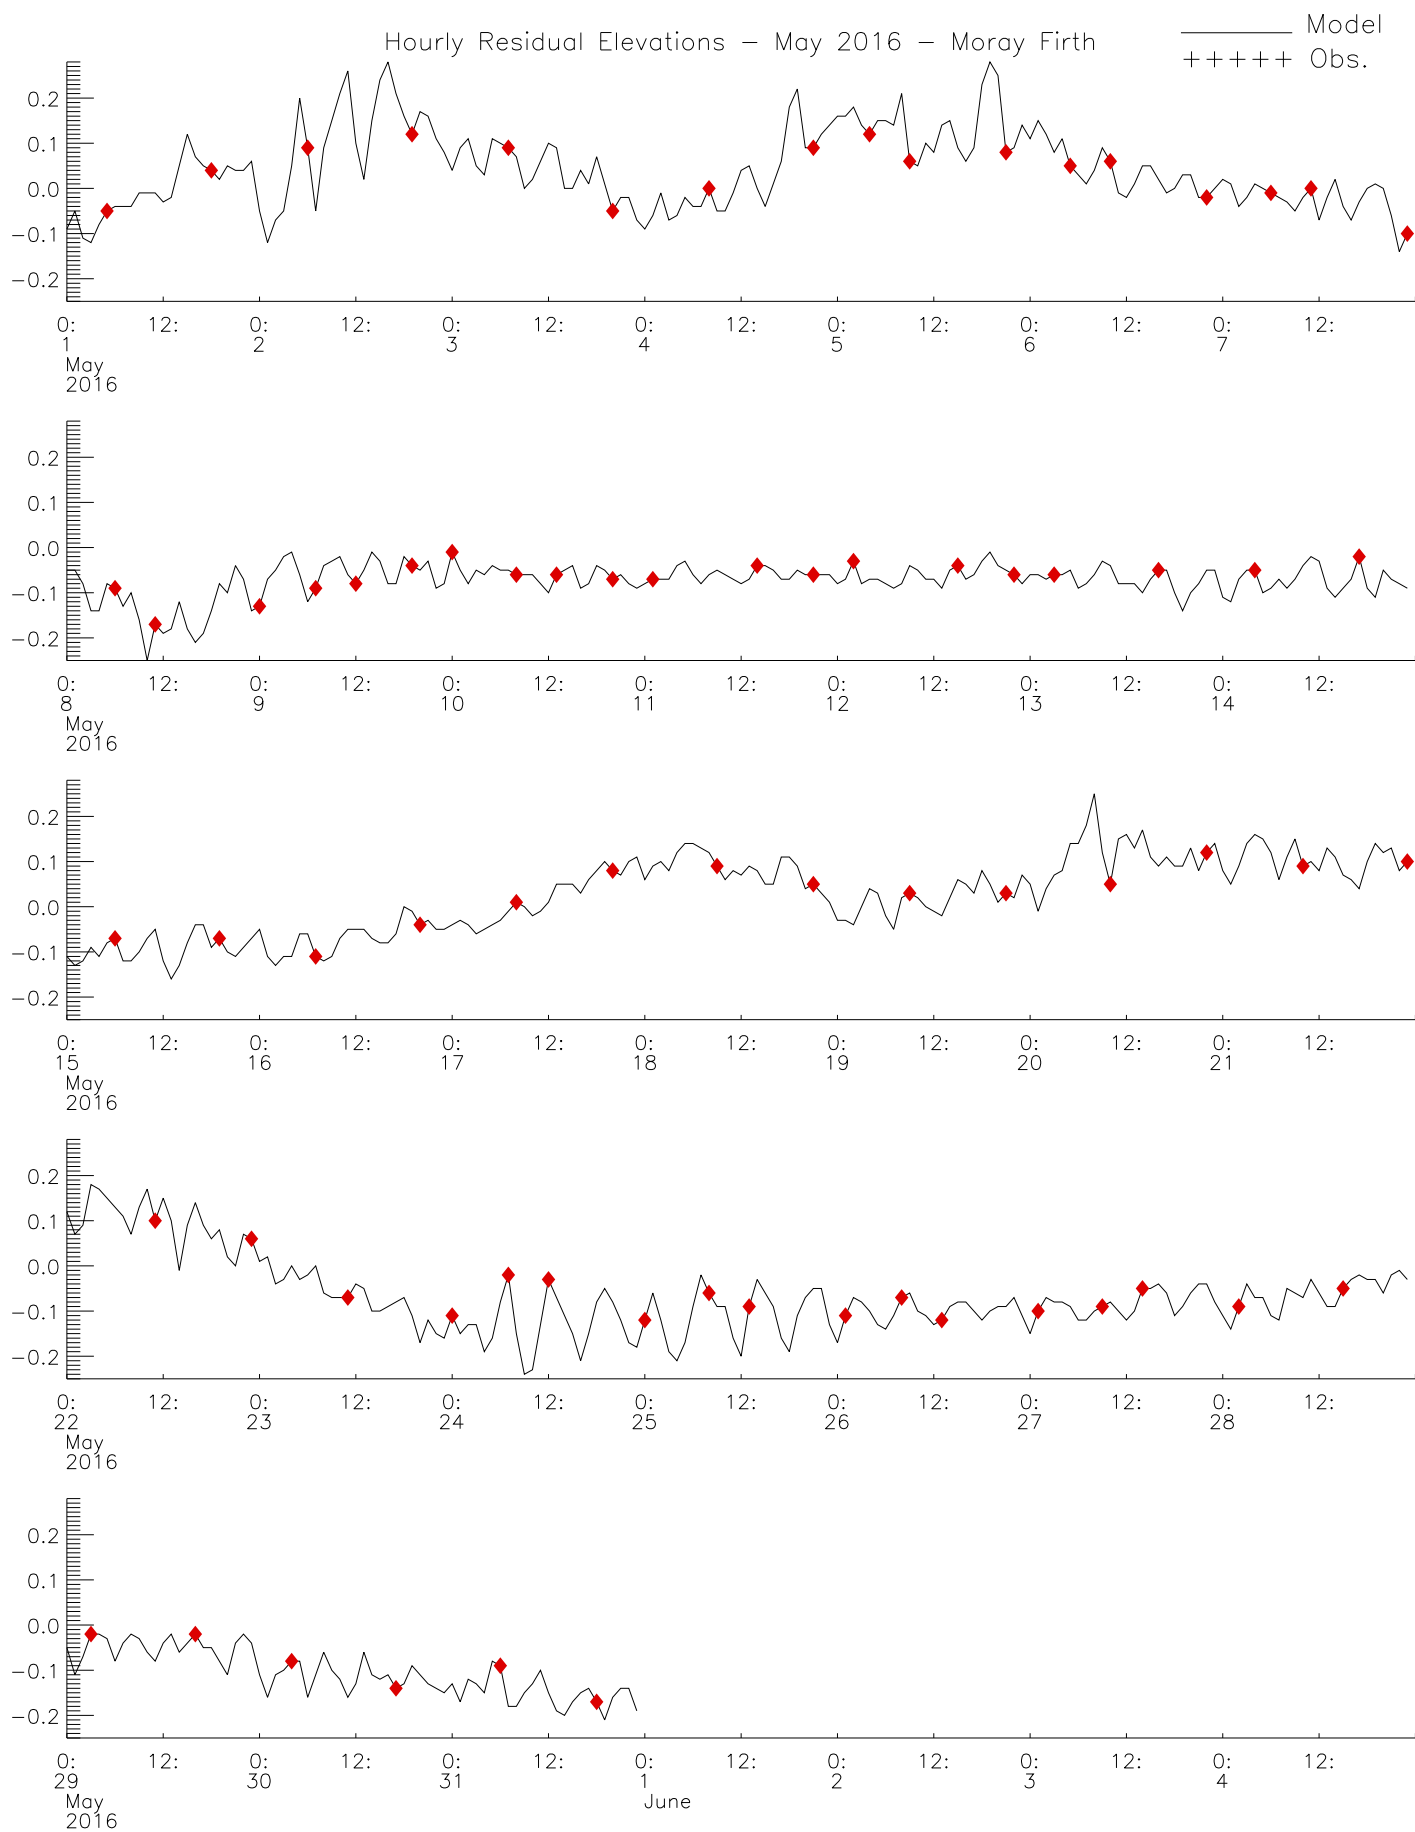 Hourly Residual Elevations – May 2016 – Moray Firth
Model
+++++ Obs.
0.2
0.1
0.0
−0.1
−0.2
0: 12: 0: 12: 0: 12: 0: 12: 0: 12: 0: 12: 0: 12:
1 2 3 4 5 6 7
May
2016
0.2
0.1
0.0
−0.1
−0.2
0: 12: 0: 12: 0: 12: 0: 12: 0: 12: 0: 12: 0: 12:
8 9 10 11 12 13 14
May
2016
0.2
0.1
0.0
−0.1
−0.2
0: 12: 0: 12: 0: 12: 0: 12: 0: 12: 0: 12: 0: 12:
15 16 17 18 19 20 21
May
2016
0.2
0.1
0.0
−0.1
−0.2
0: 12: 0: 12: 0: 12: 0: 12: 0: 12: 0: 12: 0: 12:
22 23 24 25 26 27 28
May
2016
0.2
0.1
0.0
−0.1
−0.2
0: 12: 0: 12: 0: 12: 0: 12: 0: 12: 0: 12: 0: 12:
29 30 31 1 2 3 4
May June
2016